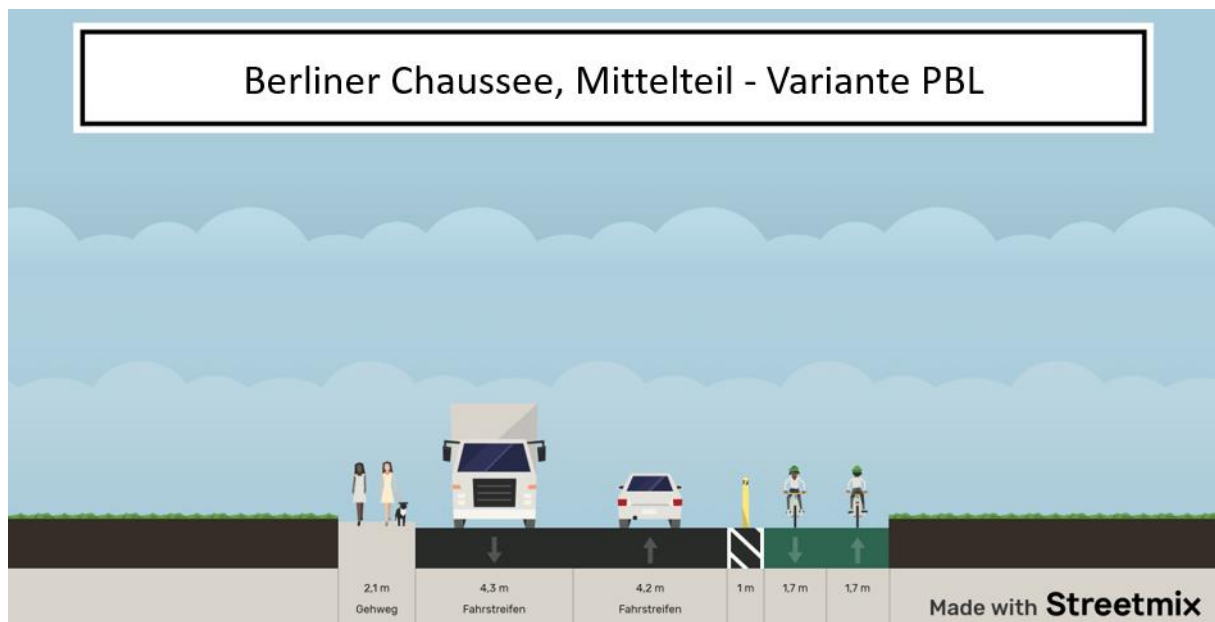 Berliner Chaussee, Mittelteil - Variante PBL
2,1 m
Gehweg
4,3 m
Fahrstreifen
4,2 m
Fahrstreifen
1 m
1,7 m
1,7 m
Made with Streetmix